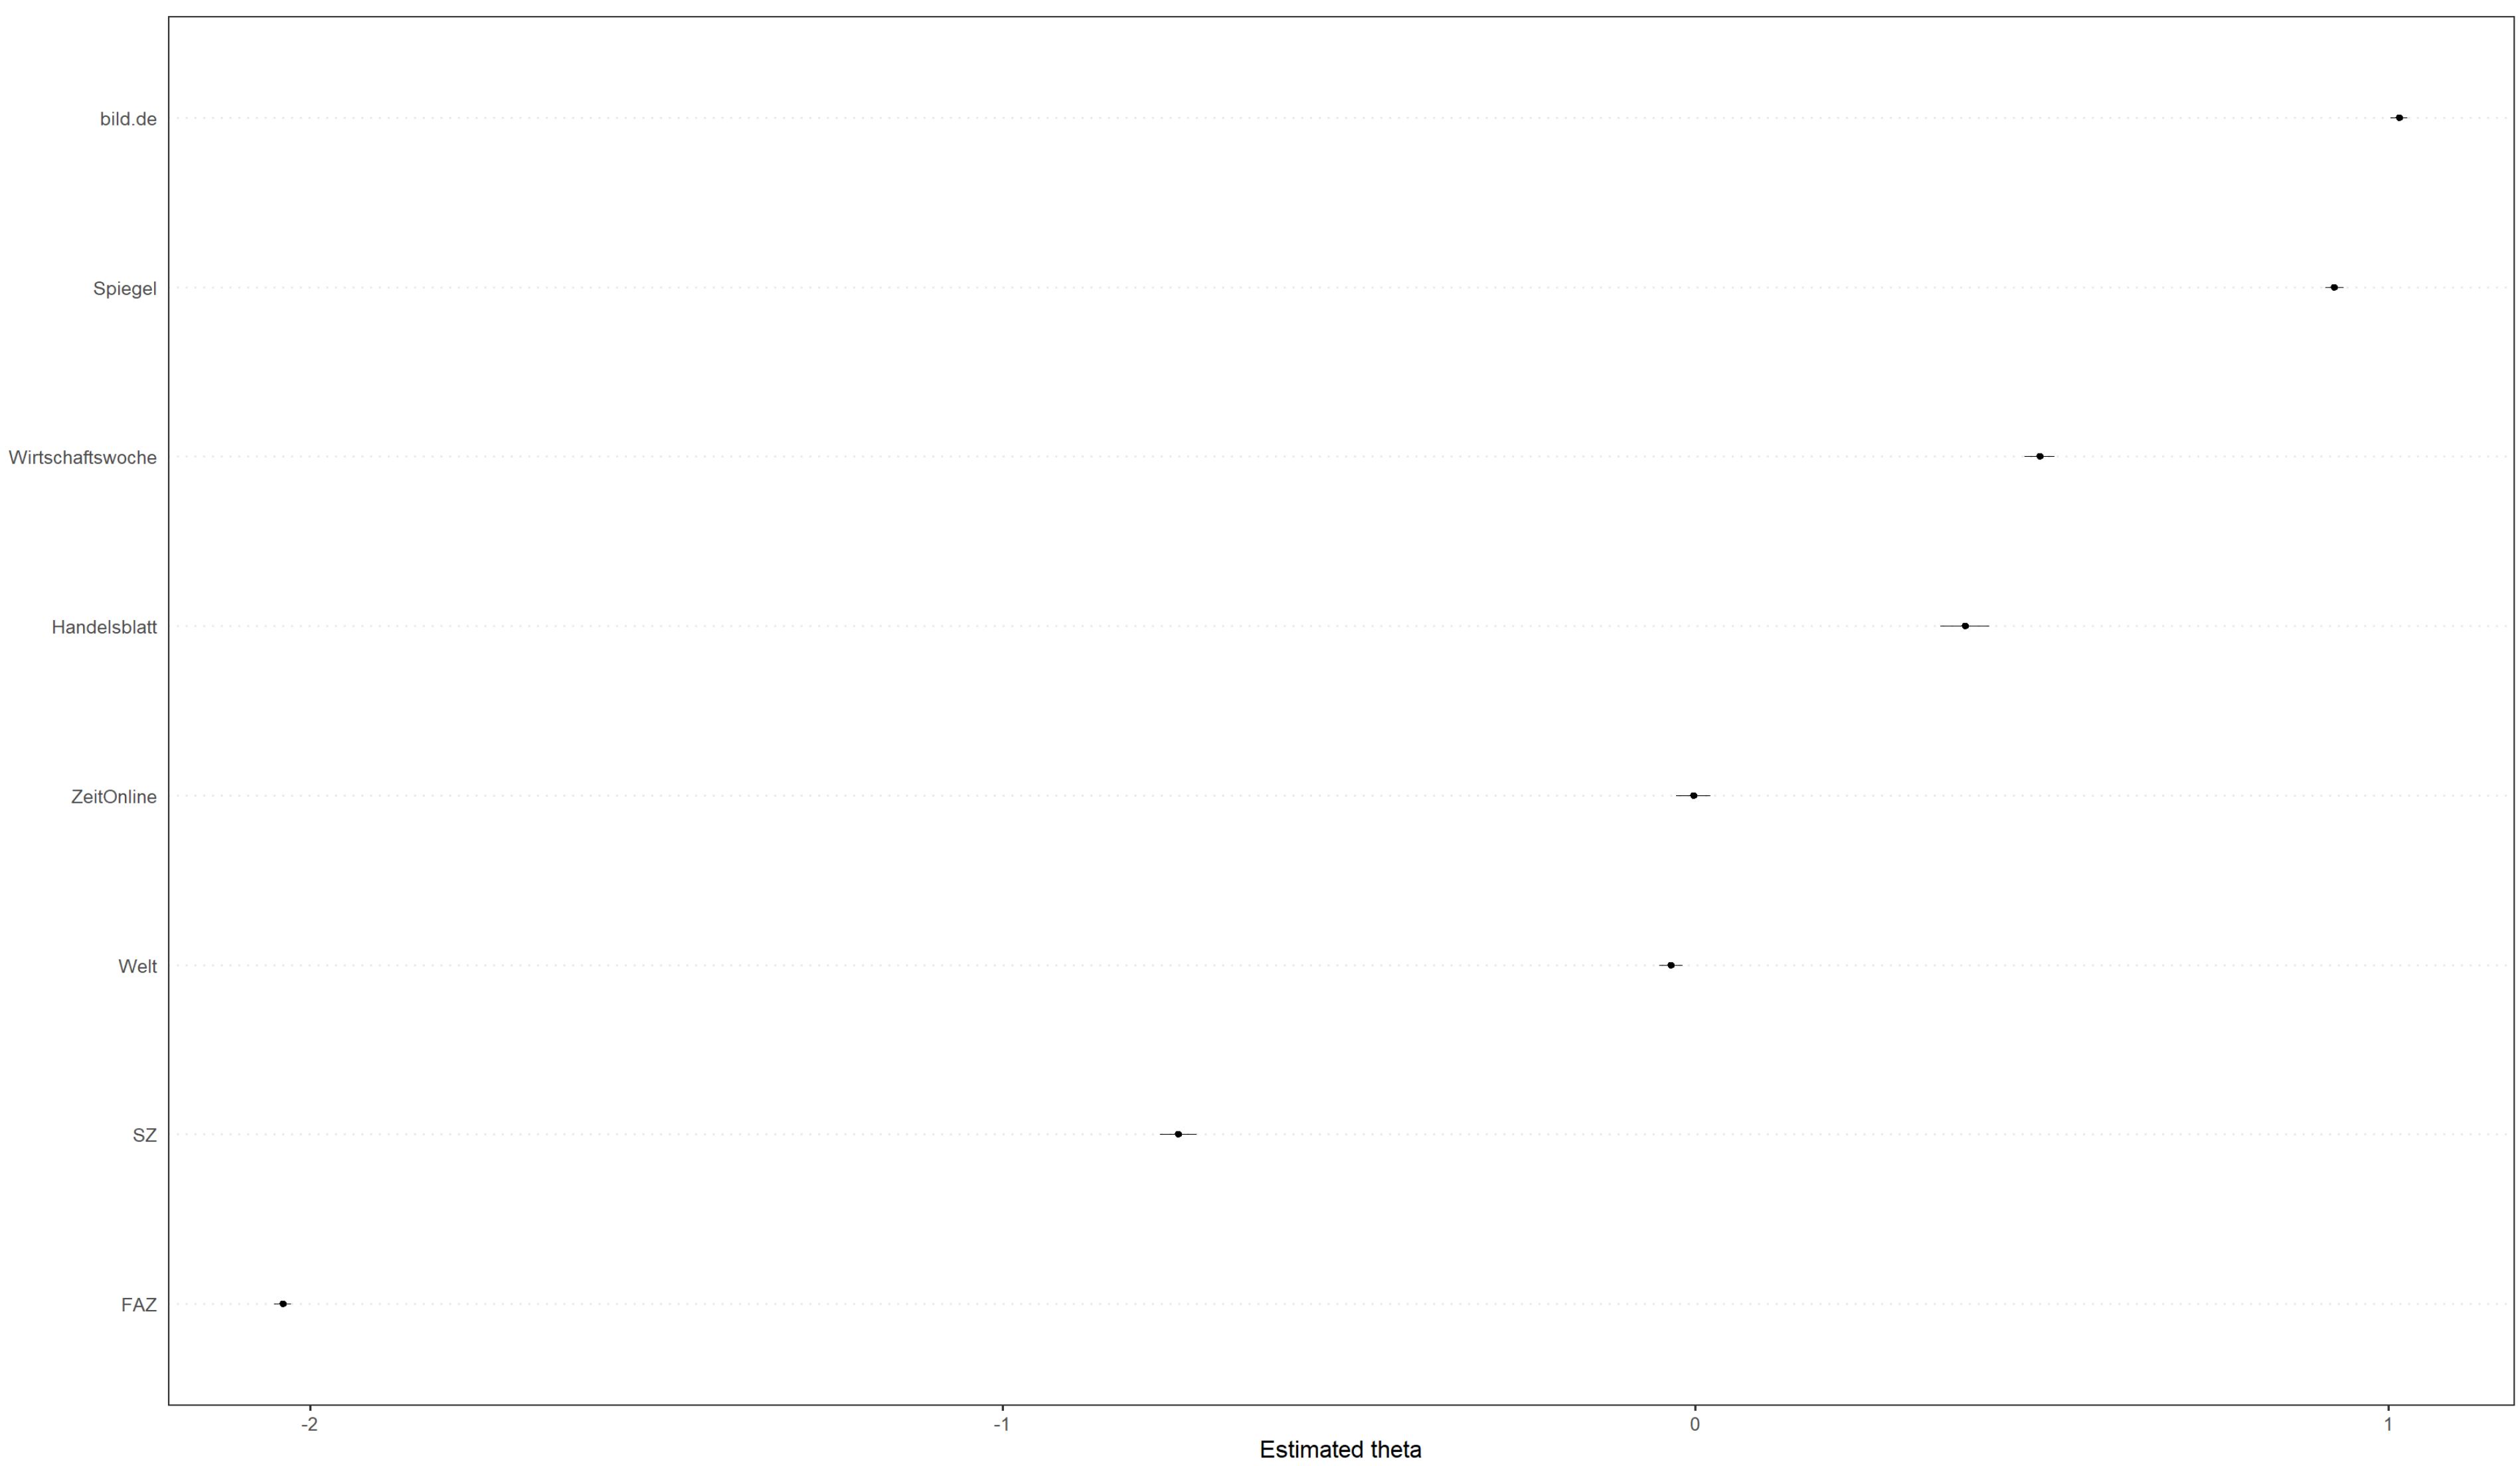 bild.de
Spiegel
Wirtschaftswoche
Handelsblatt
ZeitOnline
Welt
SZ
FAZ
-2 -1 0 1
Estimated theta